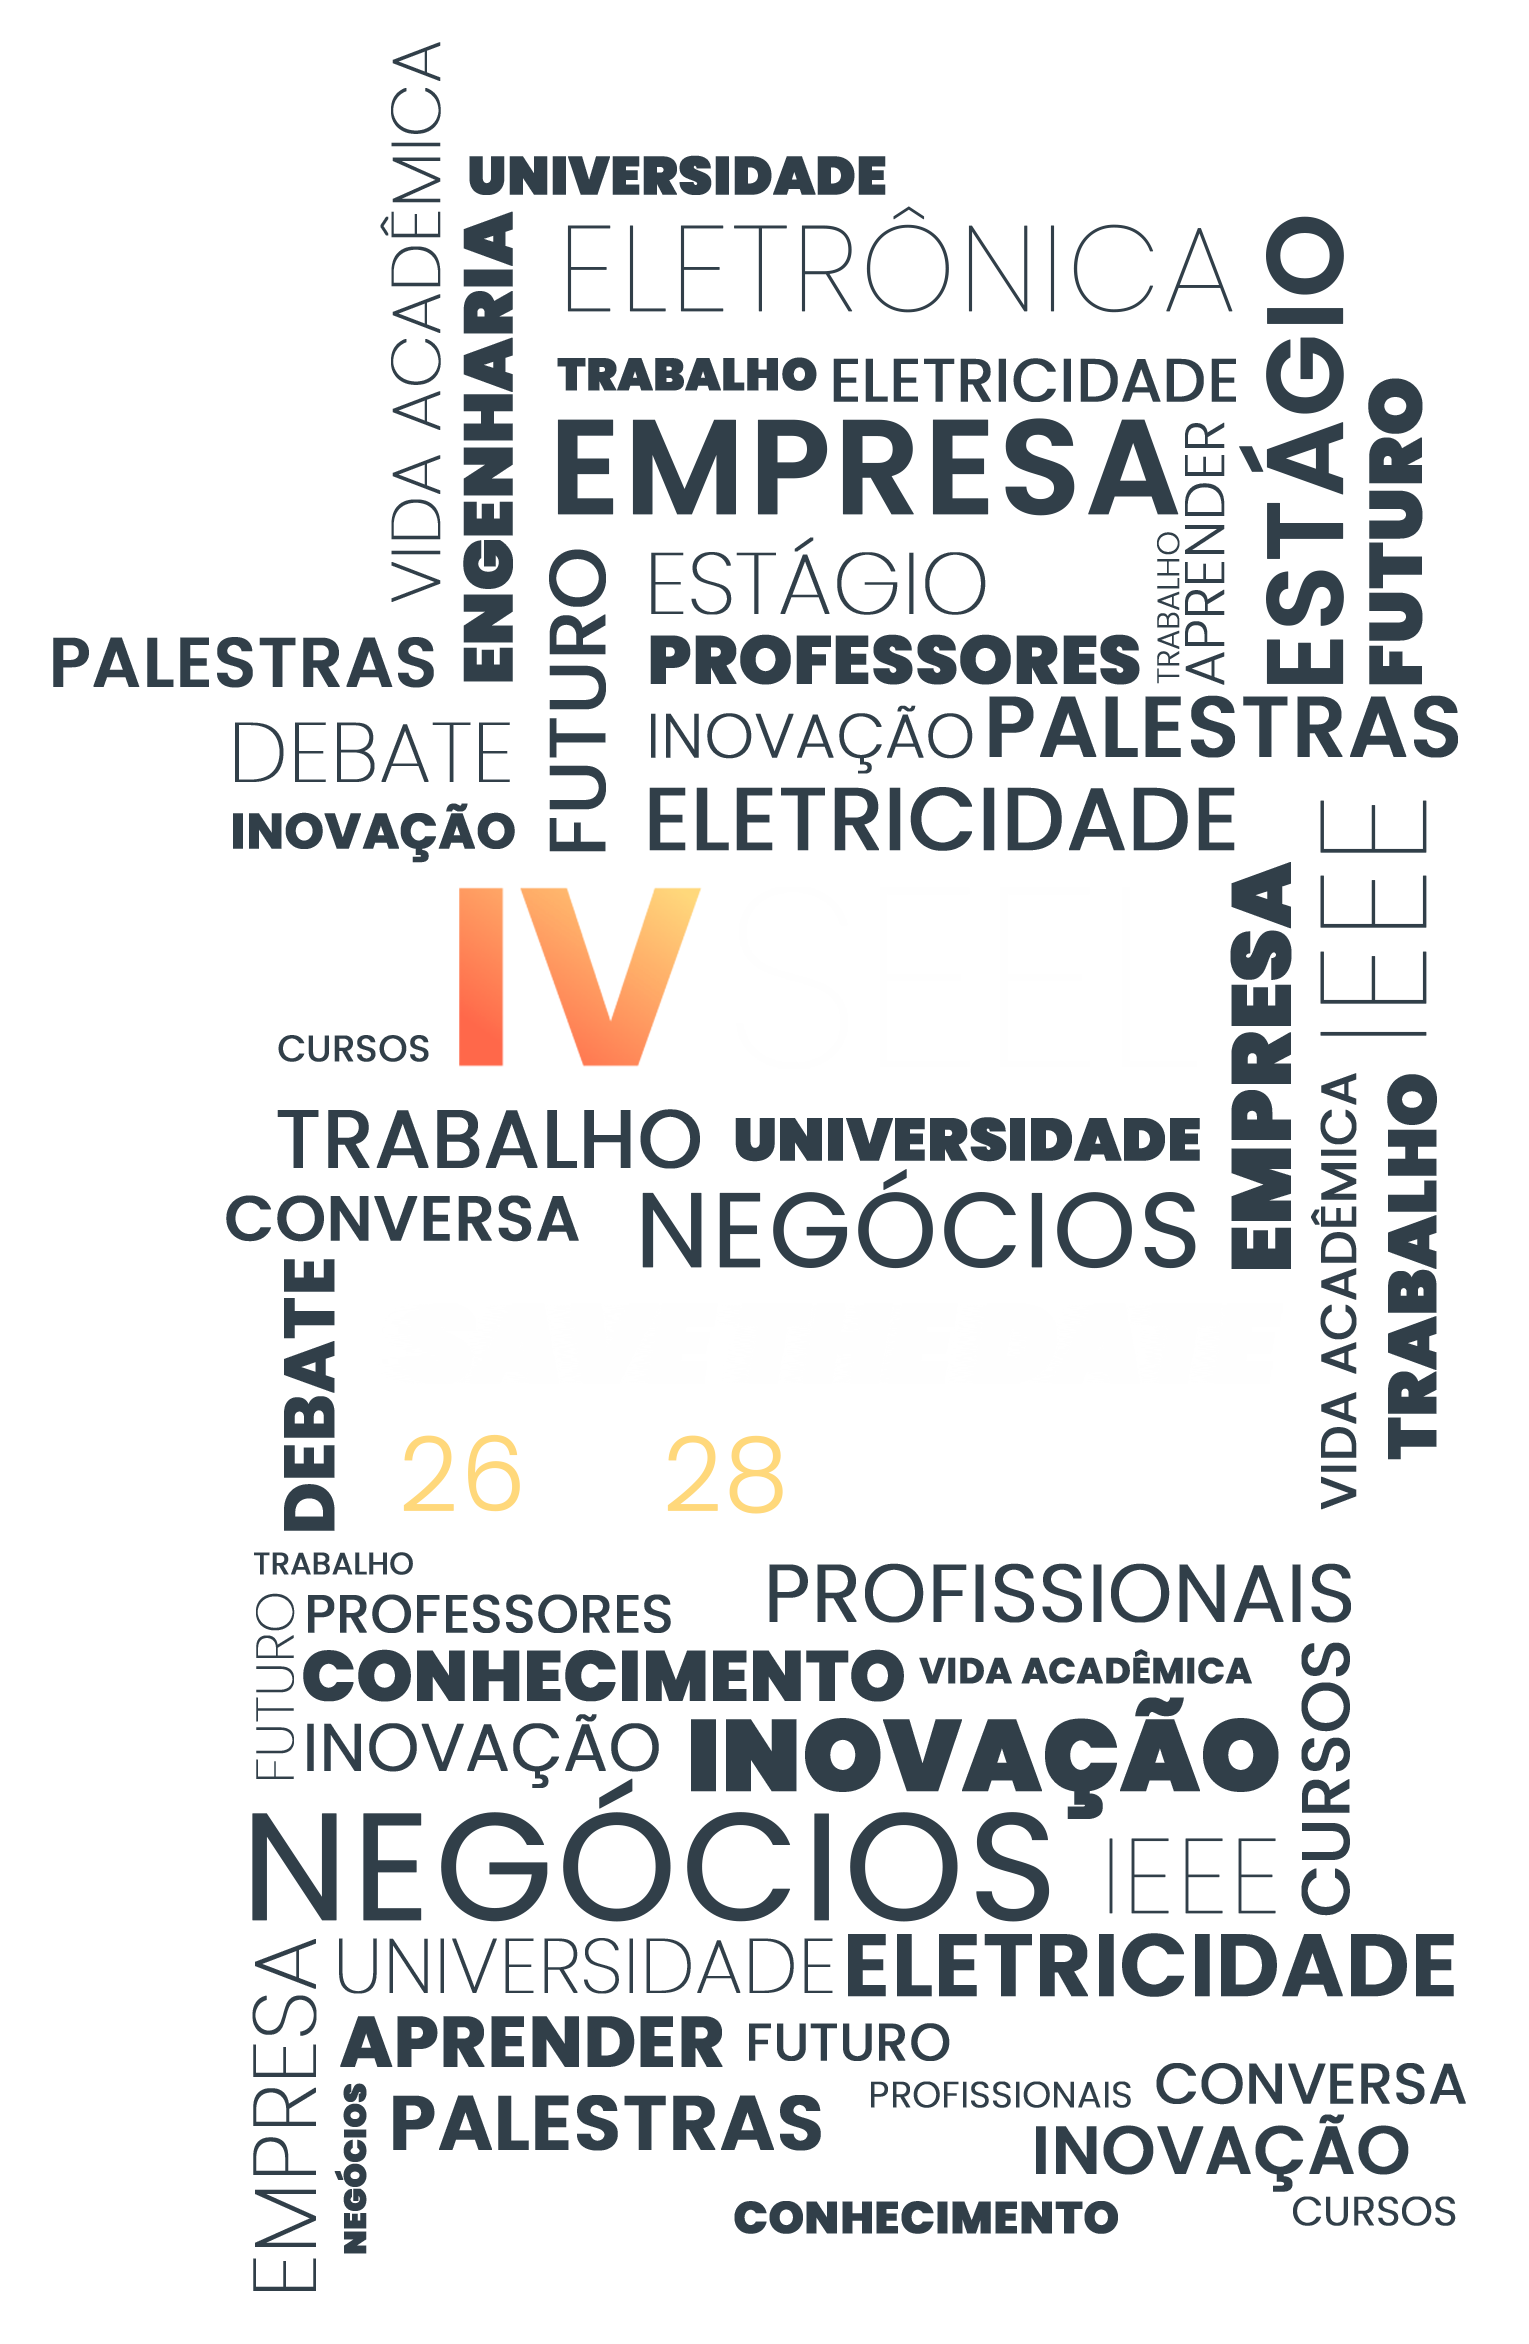 VIDA ACADÊMICA
UNIVERSIDADE
ENGENHARIA
ELETRÔNICA
ESTÁGIO
TRABALHO
ELETRICIDADE
FUTURO
EMPRESA
APRENDER
TRABALHO
FUTURO
ESTÁGIO
PALESTRAS
PROFESSORES
DEBATE
INOVAÇÃO
PALESTRAS
INOVAÇÃO
ELETRICIDADE
IEEE
EMPRESA
IV
CURSOS
TRABALHO
UNIVERSIDADE
VIDA ACADÊMICA
TRABALHO
CONVERSA
NEGÓCIOS
DEBATE
26
28
TRABALHO
PROFISSIONAIS
FUTURO
PROFESSORES
CONHECIMENTO
VIDA ACADÊMICA
CURSOS
INOVAÇÃO
INOVAÇÃO
NEGÓCIOS
IEEE
EMPRESA
UNIVERSIDADE
ELETRICIDADE
APRENDER
FUTURO
NEGÓCIOS
PALESTRAS
PROFISSIONAIS
CONVERSA
INOVAÇÃO
CONHECIMENTO
CURSOS